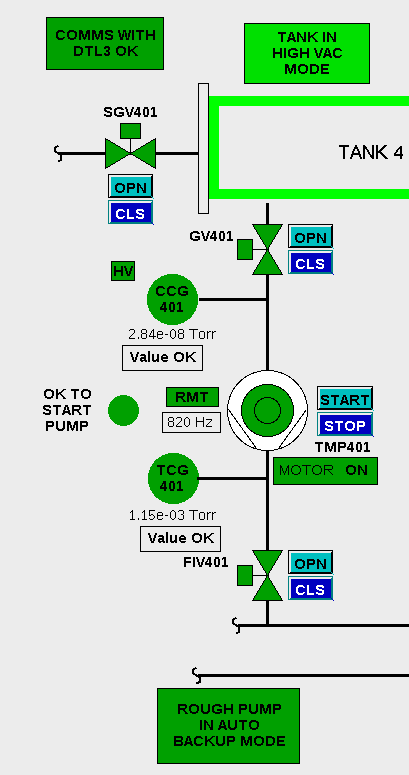 COMMS WITH
DTL3 OK
TANK IN
HIGH VAC
MODE
SGV401
TANK 4
OPN
CLS
GV401
OPN
CLS
HV
CCG
401
2.84e-08 Torr
Value OK
OK TO
START
PUMP
RMT
820 Hz
START
STOP
TMP401
MOTOR ON
TCG
401
1.15e-03 Torr
Value OK
FIV401
OPN
CLS
ROUGH PUMP
IN AUTO
BACKUP MODE